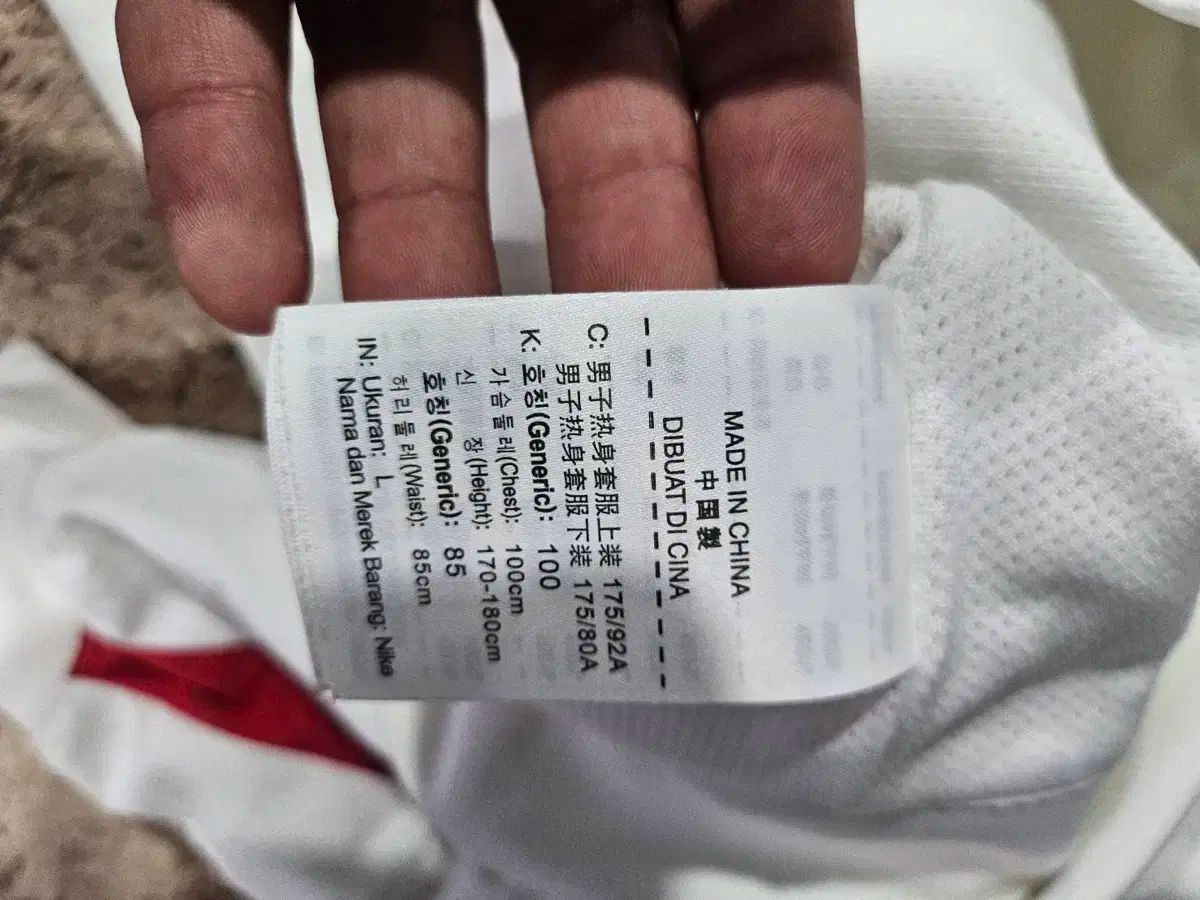 MADE IN CHINA
中国製
DIBUAT DI CINA
C: 男子热身套服上装 175/92A
男子热身套服下装 175/80A
K: 호칭(Generic): 100
가슴둘레(Chest): 100cm
신 장(Height): 170-180cm
호칭(Generic): 85
허리둘레(Waist): 85cm
IN: Ukuran: L
Nama dan Merek Barang: Nike